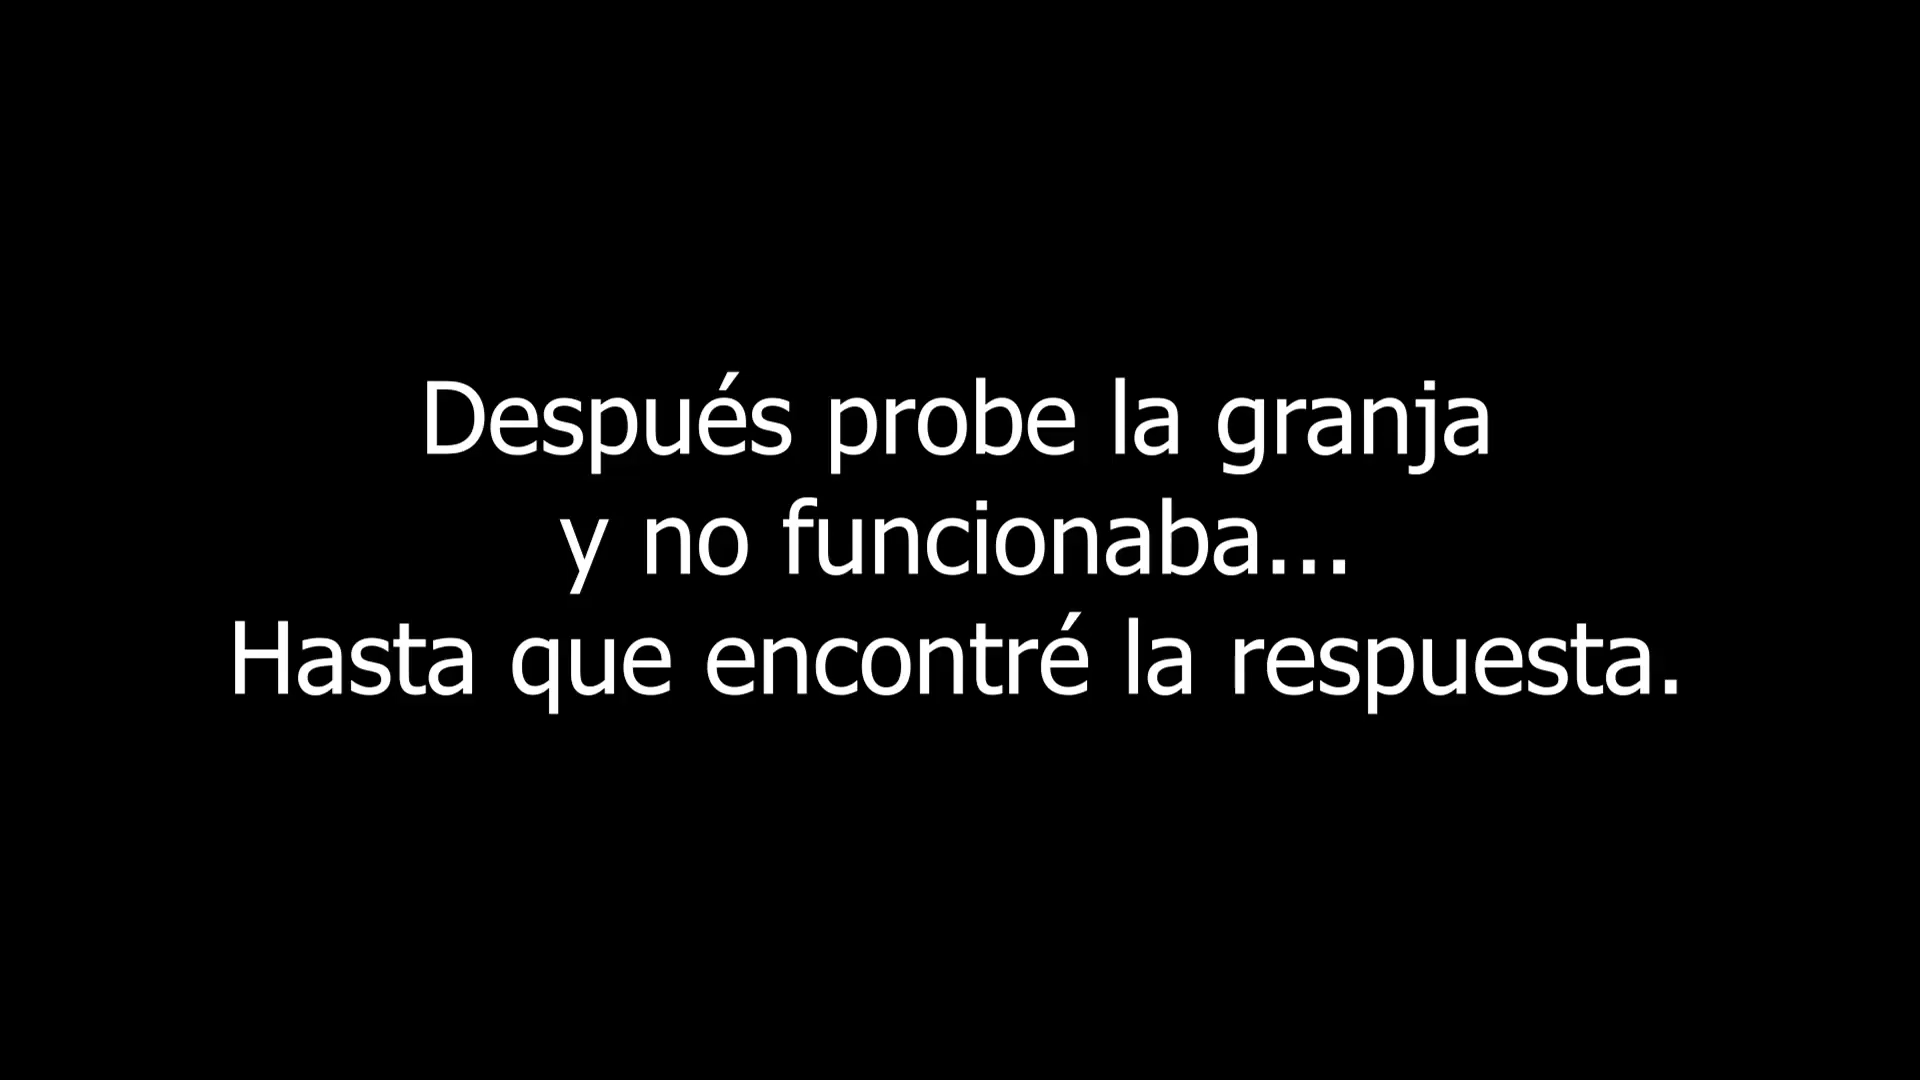 Después probe la granja
y no funcionaba...
Hasta que encontré la respuesta.